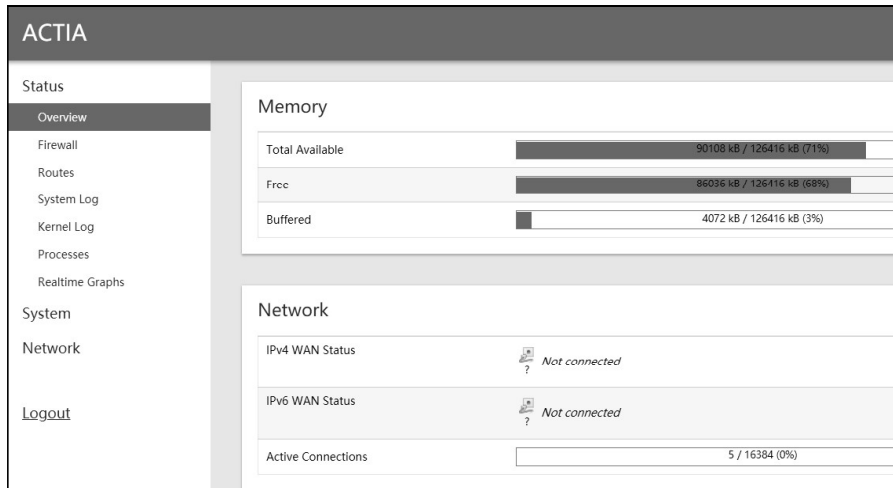 ACTIA
Status
Overview
Firewall
Routes
System Log
Kernel Log
Processes
Realtime Graphs
System
Network
Logout
Memory
Total Available 90108 kB / 126416 kB (71%)
Free 86036 kB / 126416 kB (68%)
Buffered 4072 kB / 126416 kB (3%)
Network
IPv4 WAN Status ? Not connected
IPv6 WAN Status ? Not connected
Active Connections 5 / 16384 (0%)